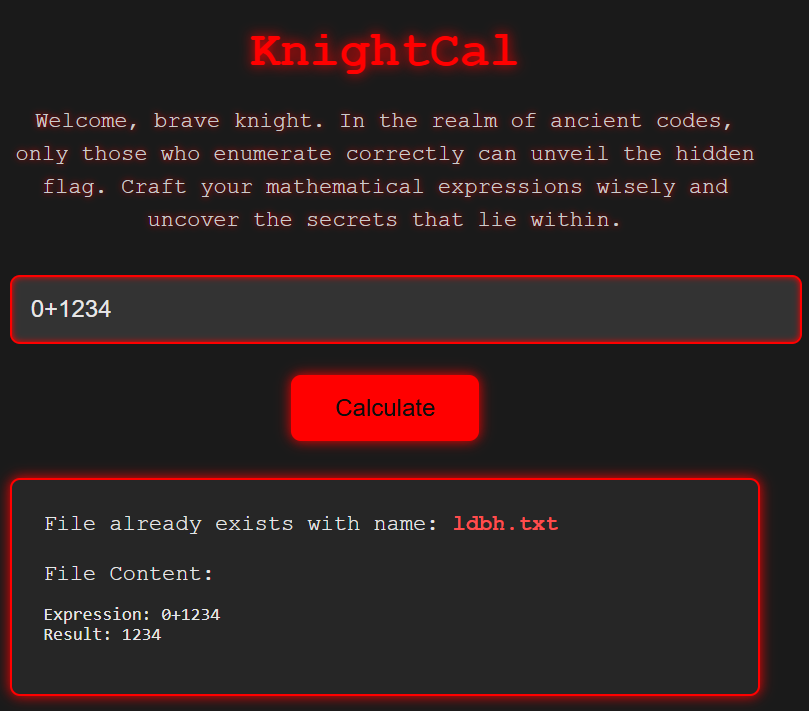 KnightCal
Welcome, brave knight. In the realm of ancient codes,
only those who enumerate correctly can unveil the hidden
flag. Craft your mathematical expressions wisely and
uncover the secrets that lie within.
0+1234
Calculate
File already exists with name: ldbh.txt
File Content:
Expression: 0+1234
Result: 1234